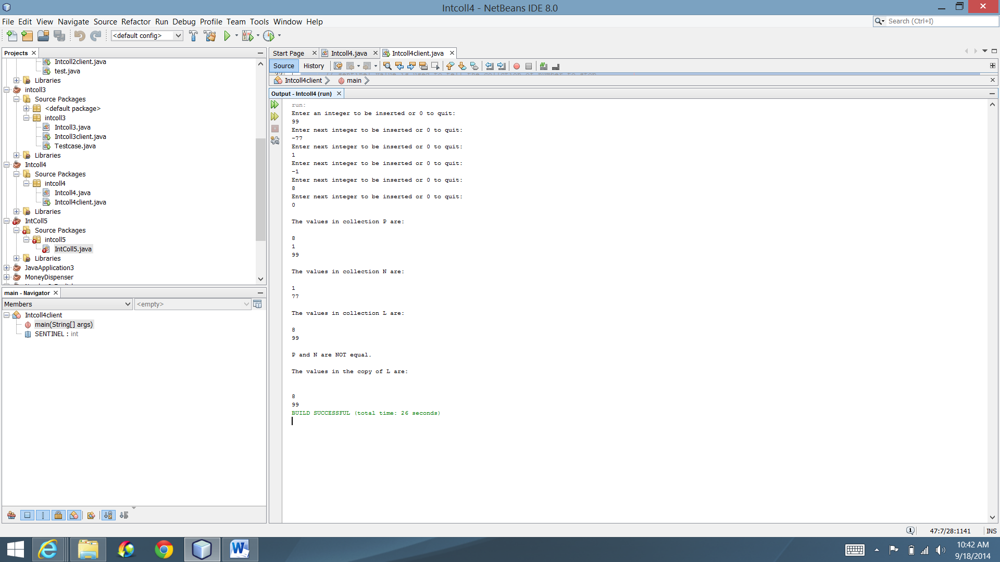 Intcoll4 - NetBeans IDE 8.0
File Edit View Navigate Source Refactor Run Debug Profile Team Tools Window Help
Search (Ctrl+I)
<default config>
Projects
Intcoll2client.java
test.java
Libraries
intcoll3
Source Packages
<default package>
intcoll3
Intcoll3.java
Intcoll3client.java
Testcase.java
Libraries
Intcoll4
Source Packages
intcoll4
Intcoll4.java
Intcoll4client.java
Libraries
IntColl5
Source Packages
intcoll5
IntColl5.java
Libraries
JavaApplication3
MoneyDispenser
main - Navigator
Members
<empty>
Intcoll4client
main(String[] args)
SENTINEL : int
Start Page
Intcoll4.java
Intcoll4client.java
Source
History
Intcoll4client
main
Output - Intcoll4 (run)
run:
Enter an integer to be inserted or 0 to quit:
99
Enter next integer to be inserted or 0 to quit:
-77
Enter next integer to be inserted or 0 to quit:
1
Enter next integer to be inserted or 0 to quit:
-1
Enter next integer to be inserted or 0 to quit:
8
Enter next integer to be inserted or 0 to quit:
0
The values in collection P are:
8
1
99
The values in collection N are:
1
77
The values in collection L are:
8
99
P and N are NOT equal.
The values in the copy of L are:
8
99
BUILD SUCCESSFUL (total time: 26 seconds)
47:7/28:1141
INS
10:42 AM
9/18/2014